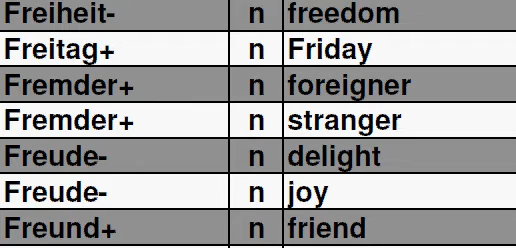 Freiheit- n freedom
Freitag+ n Friday
Fremder+ n foreigner
Fremder+ n stranger
Freude- n delight
Freude- n joy
Freund+ n friend